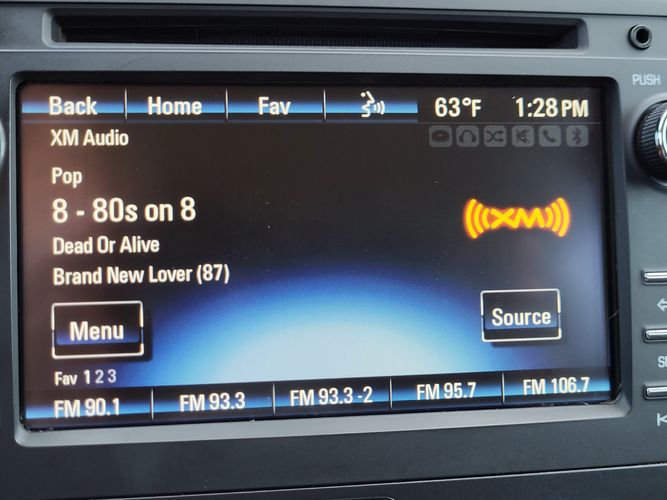 PUSH
Back Home Fav 63°F 1:28 PM
XM Audio
Pop
8 - 80s on 8
XM
Dead Or Alive
Brand New Lover (87)
Menu
Source
Fav 1 2 3
FM 90.1 FM 93.3 FM 93.3 -2 FM 95.7 FM 106.7